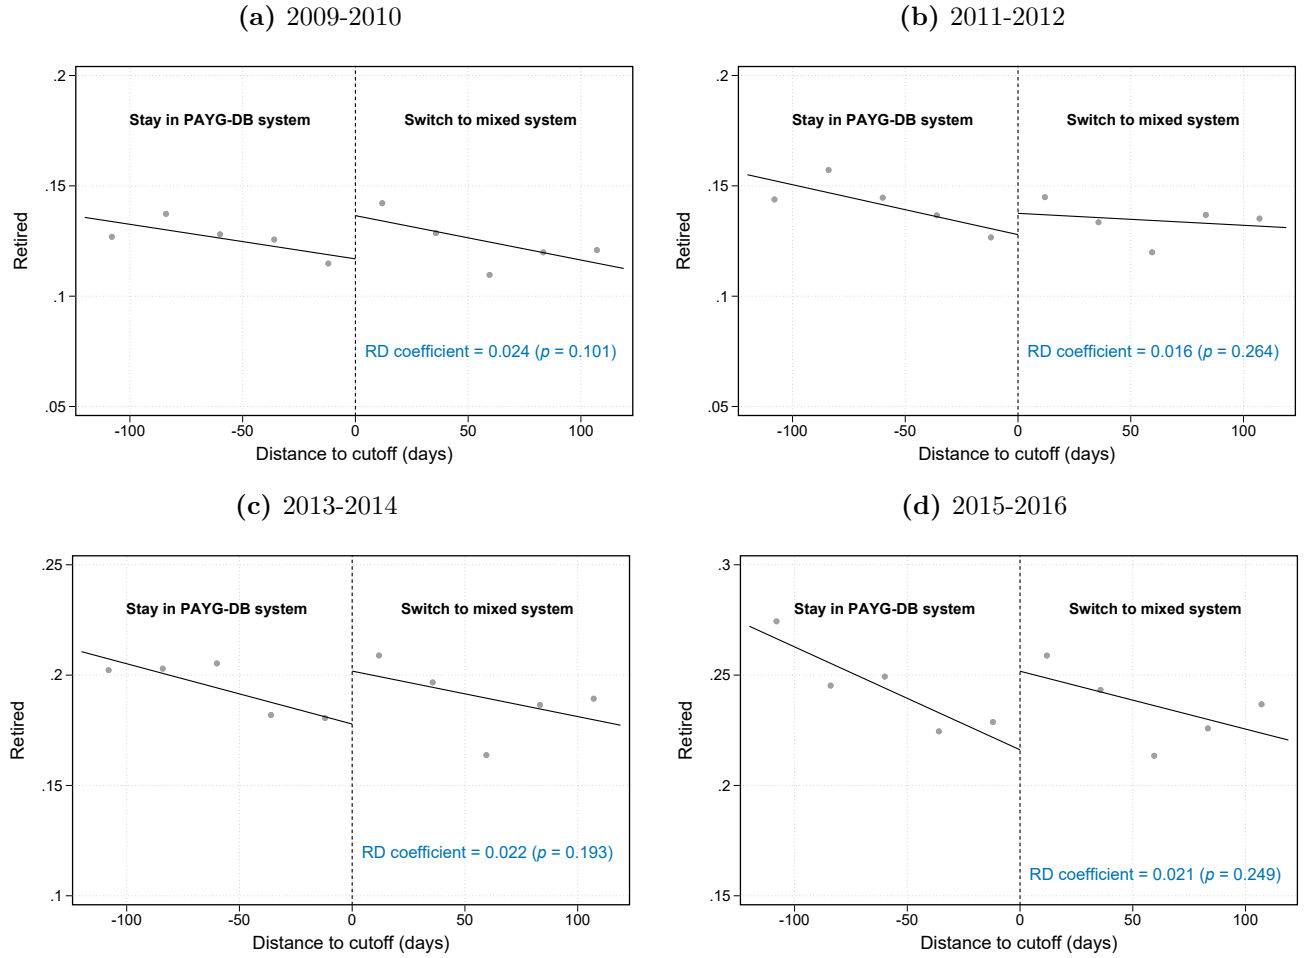 (a) 2009-2010
.2
.15
.1
.05
Retired
Stay in PAYG-DB system
Switch to mixed system
RD coefficient = 0.024 (p = 0.101)
-100 -50 0 50 100
Distance to cutoff (days)
(b) 2011-2012
.2
.15
.1
.05
Retired
Stay in PAYG-DB system
Switch to mixed system
RD coefficient = 0.016 (p = 0.264)
-100 -50 0 50 100
Distance to cutoff (days)
(c) 2013-2014
.25
.2
.15
.1
Retired
Stay in PAYG-DB system
Switch to mixed system
RD coefficient = 0.022 (p = 0.193)
-100 -50 0 50 100
Distance to cutoff (days)
(d) 2015-2016
.3
.25
.2
.15
Retired
Stay in PAYG-DB system
Switch to mixed system
RD coefficient = 0.021 (p = 0.249)
-100 -50 0 50 100
Distance to cutoff (days)